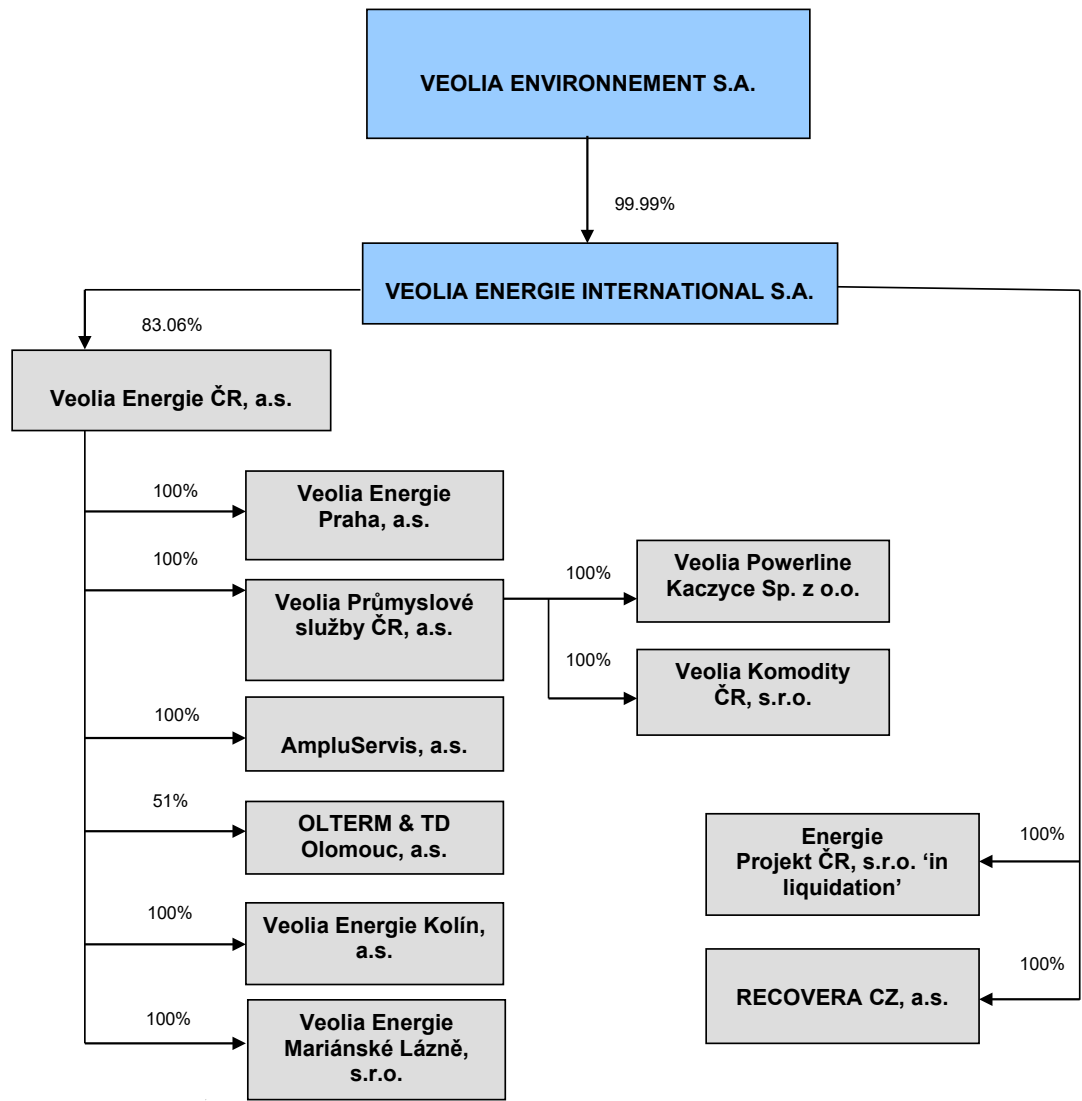 VEOLIA ENVIRONNEMENT S.A.
99.99%
VEOLIA ENERGIE INTERNATIONAL S.A.
83.06%
Veolia Energie ČR, a.s.
100%
Veolia Energie
Praha, a.s.
100%
Veolia Průmyslové
služby ČR, a.s.
100%
Veolia Powerline
Kaczyce Sp. z o.o.
100%
Veolia Komodity
ČR, s.r.o.
100%
AmpluServis, a.s.
51%
OLTERM & TD
Olomouc, a.s.
100%
Energie
Projekt ČR, s.r.o. ‘in
liquidation’
100%
Veolia Energie Kolín,
a.s.
100%
RECOVERA CZ, a.s.
100%
Veolia Energie
Mariánské Lázně,
s.r.o.